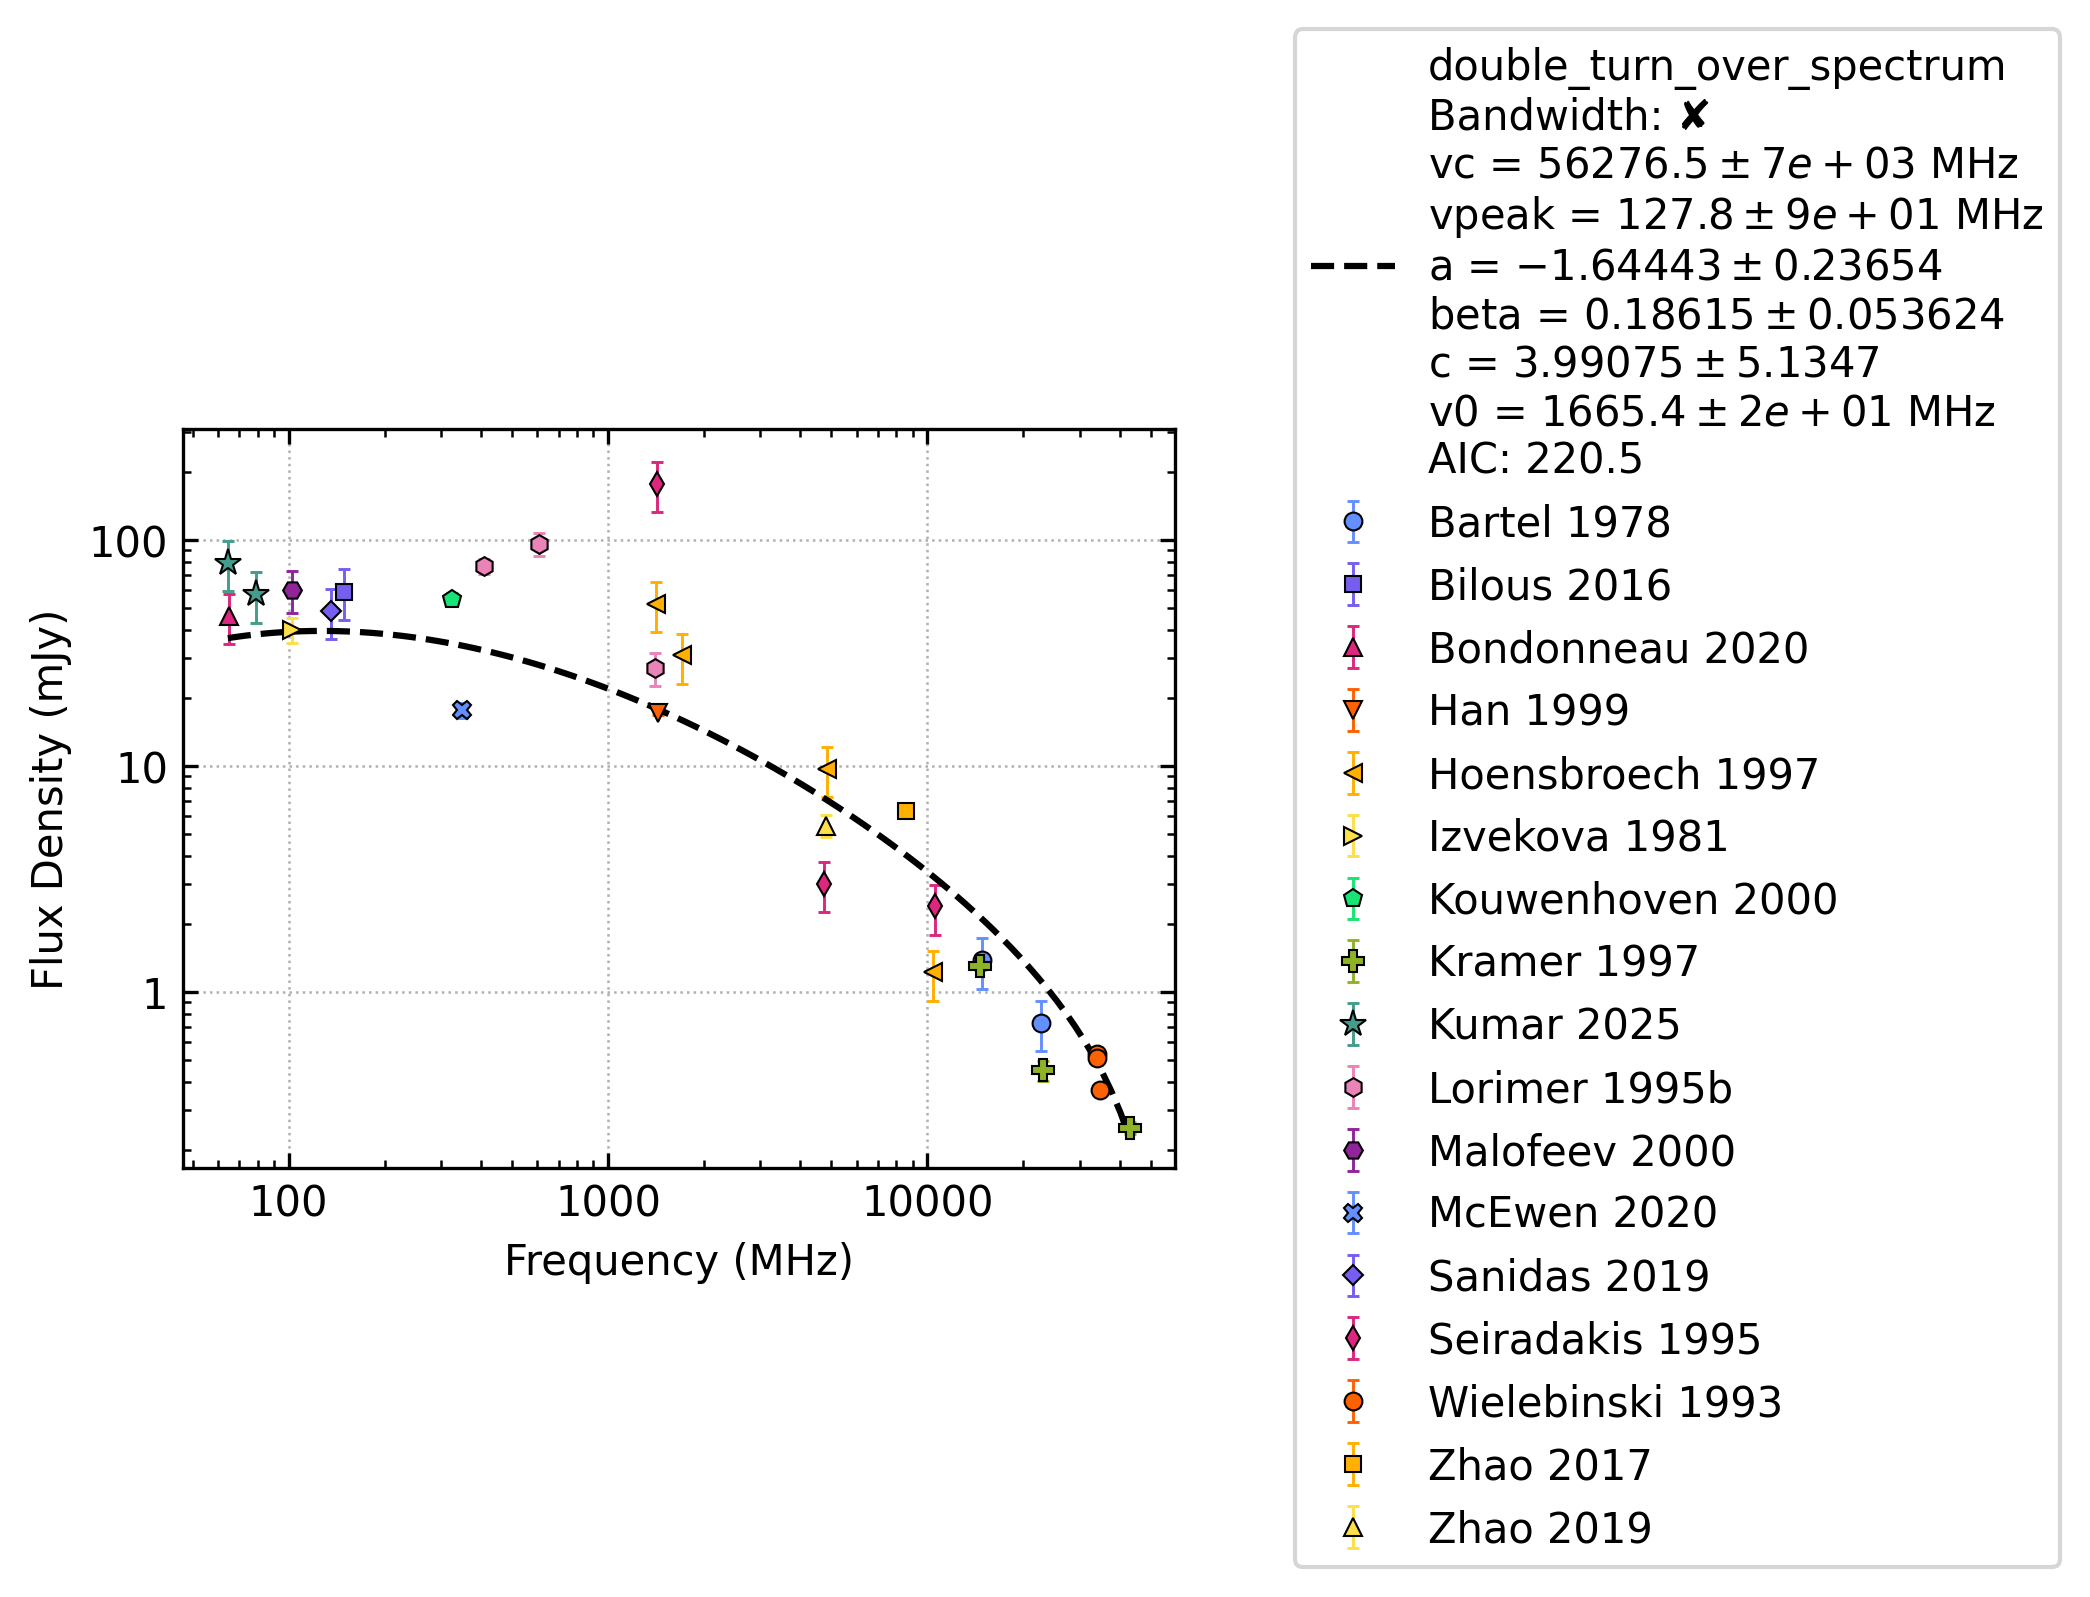 double_turn_over_spectrum
Bandwidth: ✘
vc = 56276.5 ± 7e + 03 MHz
vpeak = 127.8 ± 9e + 01 MHz
a = −1.64443 ± 0.23654
beta = 0.18615 ± 0.053624
c = 3.99075 ± 5.1347
v0 = 1665.4 ± 2e + 01 MHz
AIC: 220.5
Bartel 1978
Bilous 2016
Bondonneau 2020
Han 1999
Hoensbroech 1997
Izvekova 1981
Kouwenhoven 2000
Kramer 1997
Kumar 2025
Lorimer 1995b
Malofeev 2000
McEwen 2020
Sanidas 2019
Seiradakis 1995
Wielebinski 1993
Zhao 2017
Zhao 2019
Flux Density (mJy)
100
10
1
100
1000
10000
Frequency (MHz)